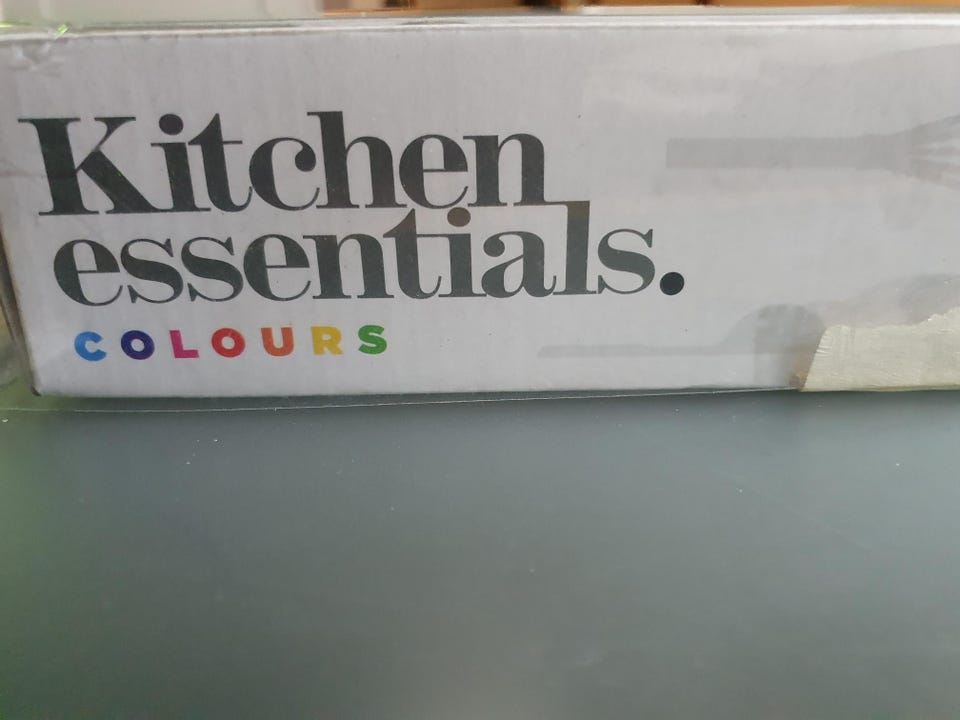 Kitchen
essentials.
COLOURS